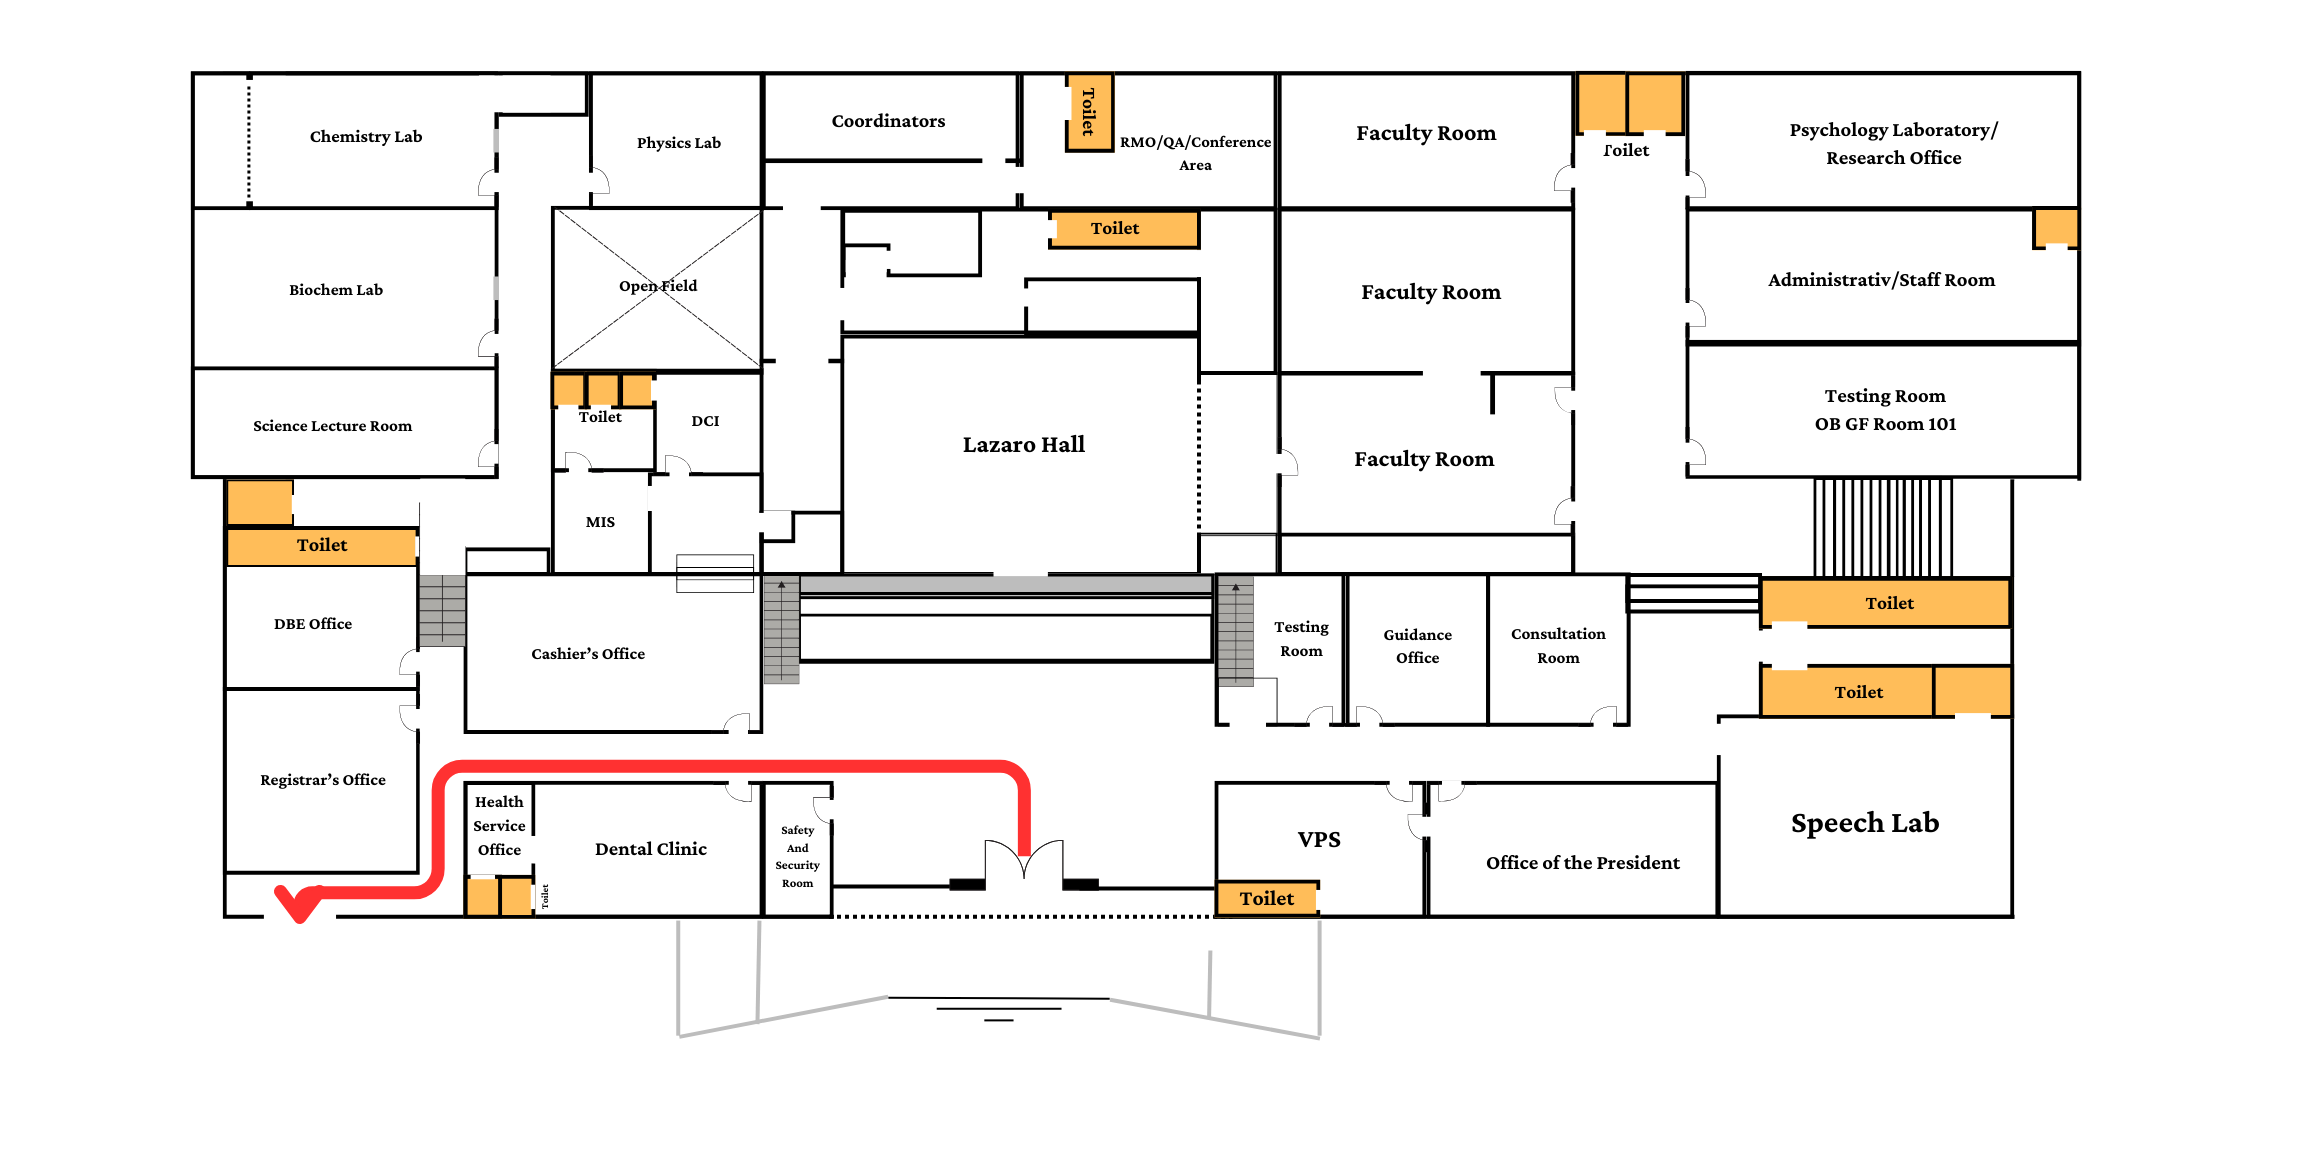 Chemistry Lab
Physics Lab
Coordinators
Toilet
RMO/QA/Conference
Area
Faculty Room
Toilet
Psychology Laboratory/
Research Office
Biochem Lab
Open Field
Toilet
Faculty Room
Administrativ/Staff Room
Science Lecture Room
Toilet
DCI
Lazaro Hall
Faculty Room
Testing Room
OB GF Room 101
MIS
Toilet
DBE Office
Cashier's Office
Testing
Room
Guidance
Office
Consultation
Room
Toilet
Toilet
Registrar's Office
Health
Service
Office
Toilet
Dental Clinic
Safety
And
Security
Room
VPS
Toilet
Office of the President
Speech Lab